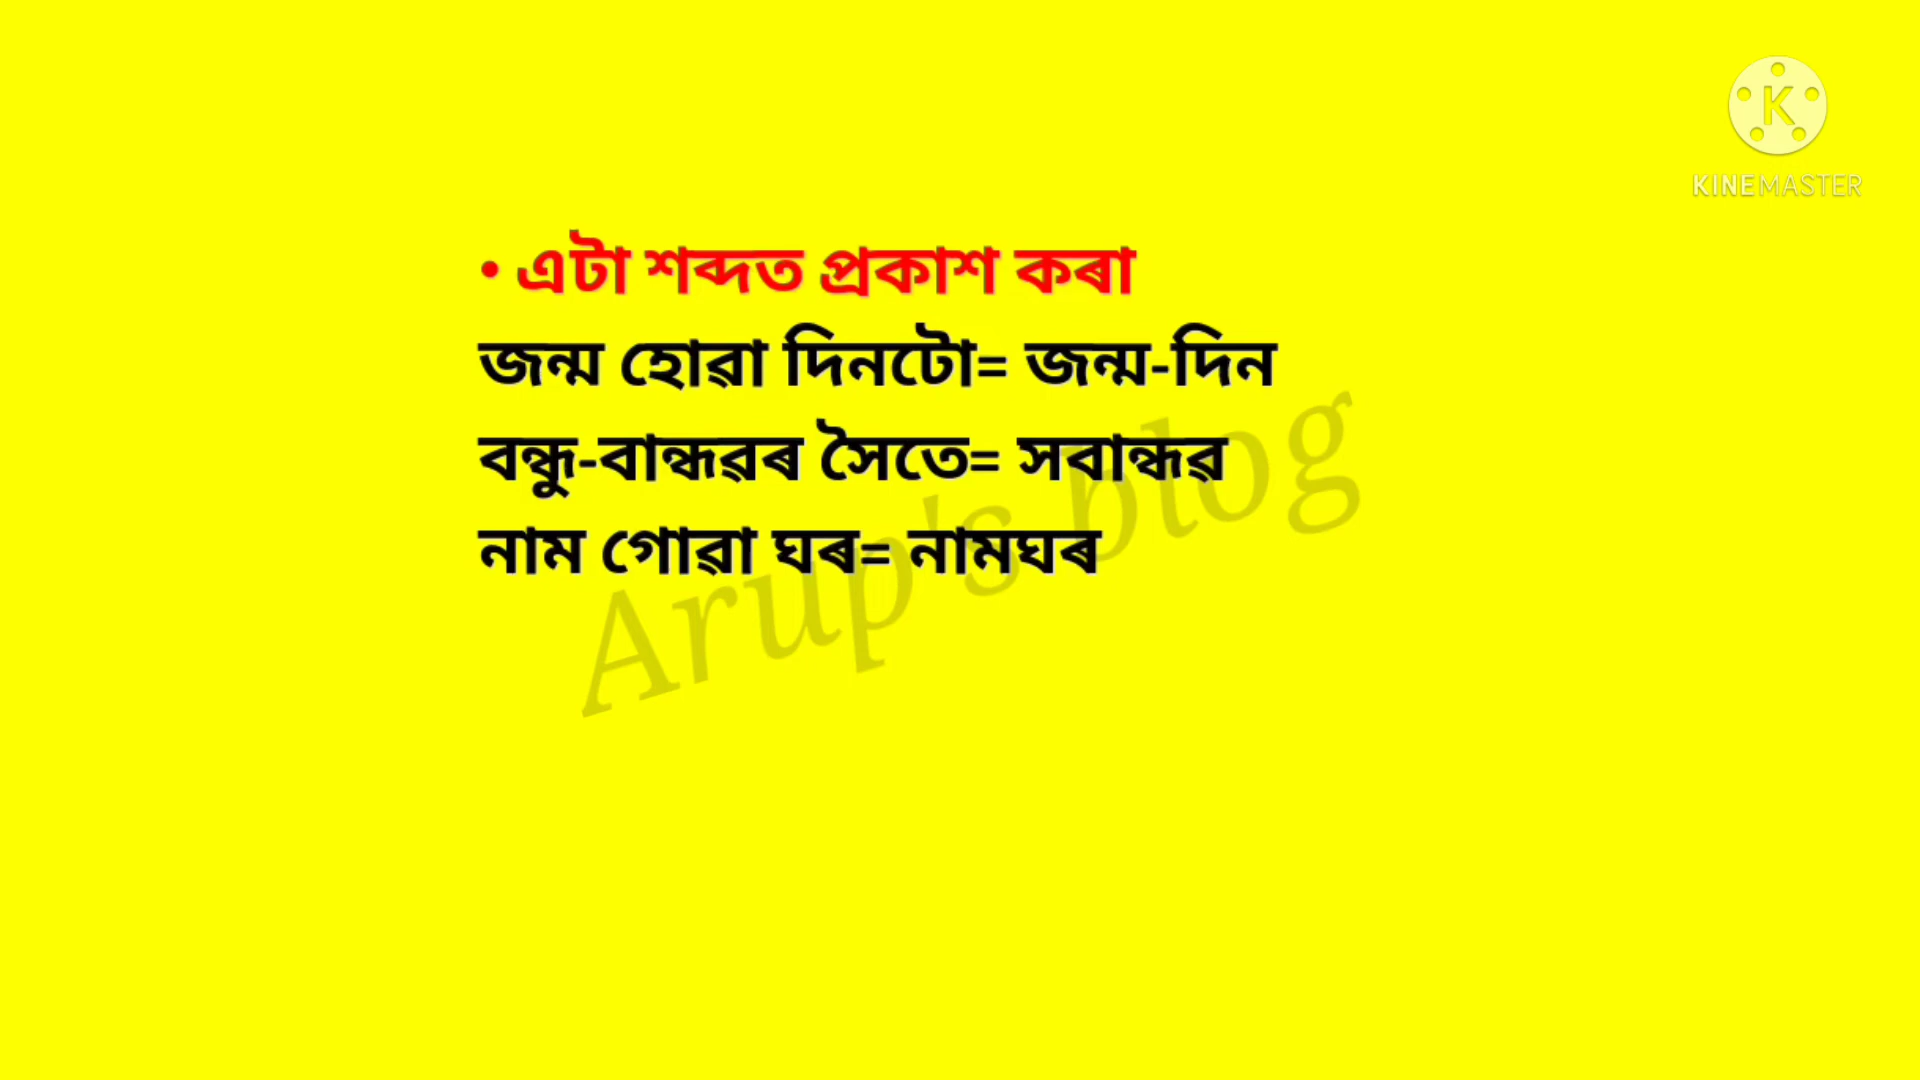 KINEMASTER
• এটা শব্দত প্ৰকাশ কৰা
জন্ম হোৱা দিনটো= জন্ম-দিন
বন্ধু-বান্ধৱৰ সৈতে= সবান্ধৱ
নাম গোৱা ঘৰ= নামঘৰ
Arup's blog